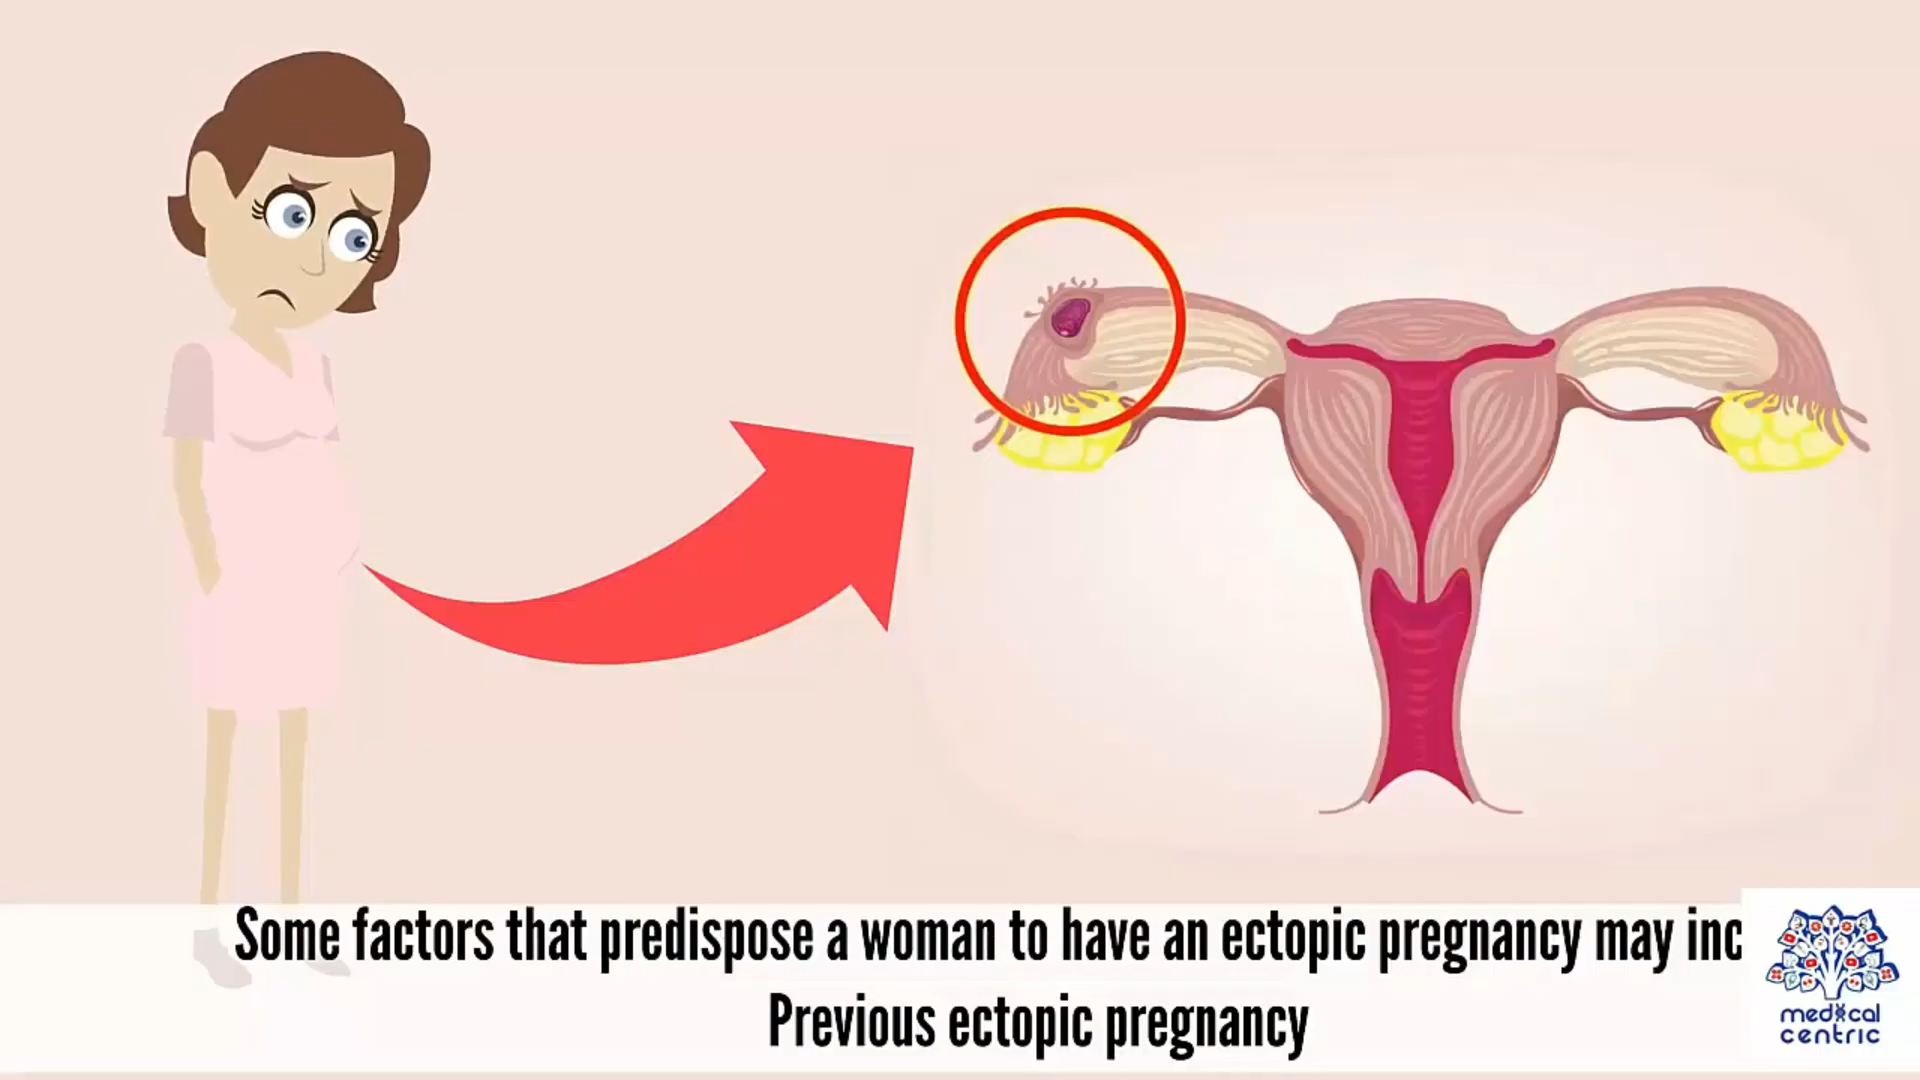 Some factors that predispose a woman to have an ectopic pregnancy may inc
Previous ectopic pregnancy
medical
centric